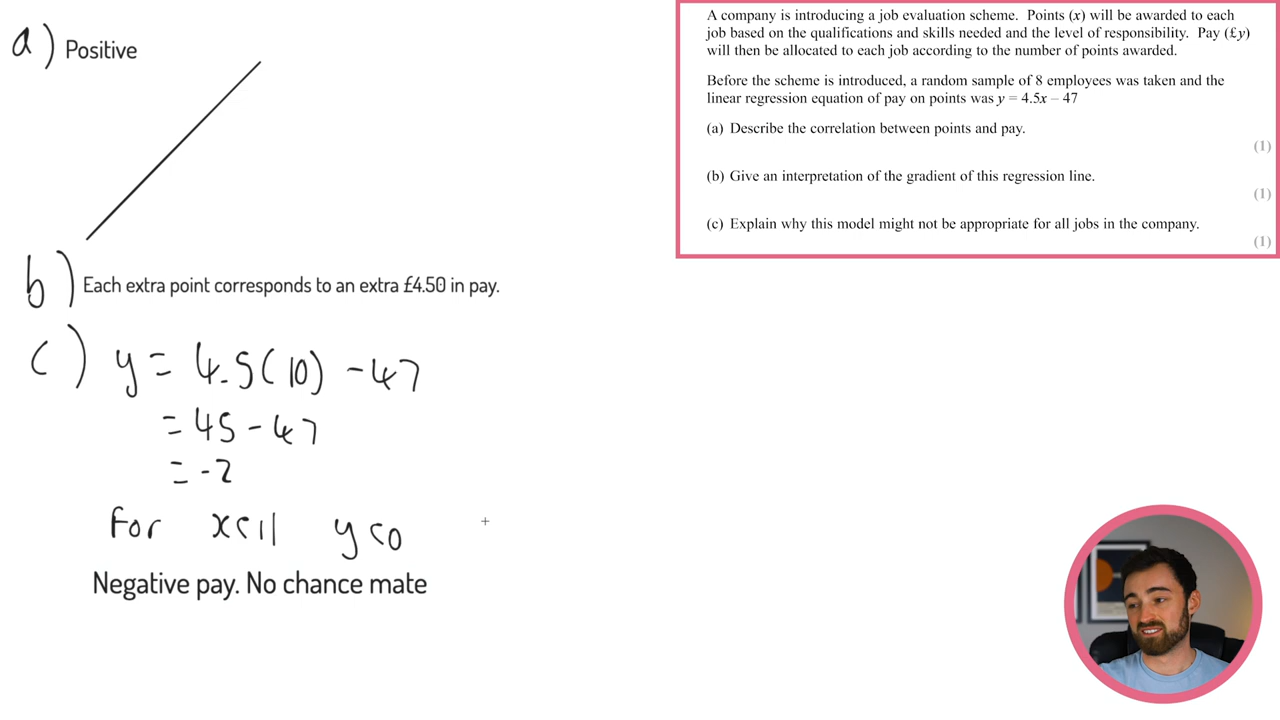 a) Positive
b) Each extra point corresponds to an extra £4.50 in pay.
c) y = 4.5(10) - 47
= 45 - 47
= -2
For x<11 y<0
Negative pay. No chance mate
A company is introducing a job evaluation scheme. Points (x) will be awarded to each
job based on the qualifications and skills needed and the level of responsibility. Pay (£y)
will then be allocated to each job according to the number of points awarded.
Before the scheme is introduced, a random sample of 8 employees was taken and the
linear regression equation of pay on points was y = 4.5x – 47
(a) Describe the correlation between points and pay.
(1)
(b) Give an interpretation of the gradient of this regression line.
(1)
(c) Explain why this model might not be appropriate for all jobs in the company.
(1)